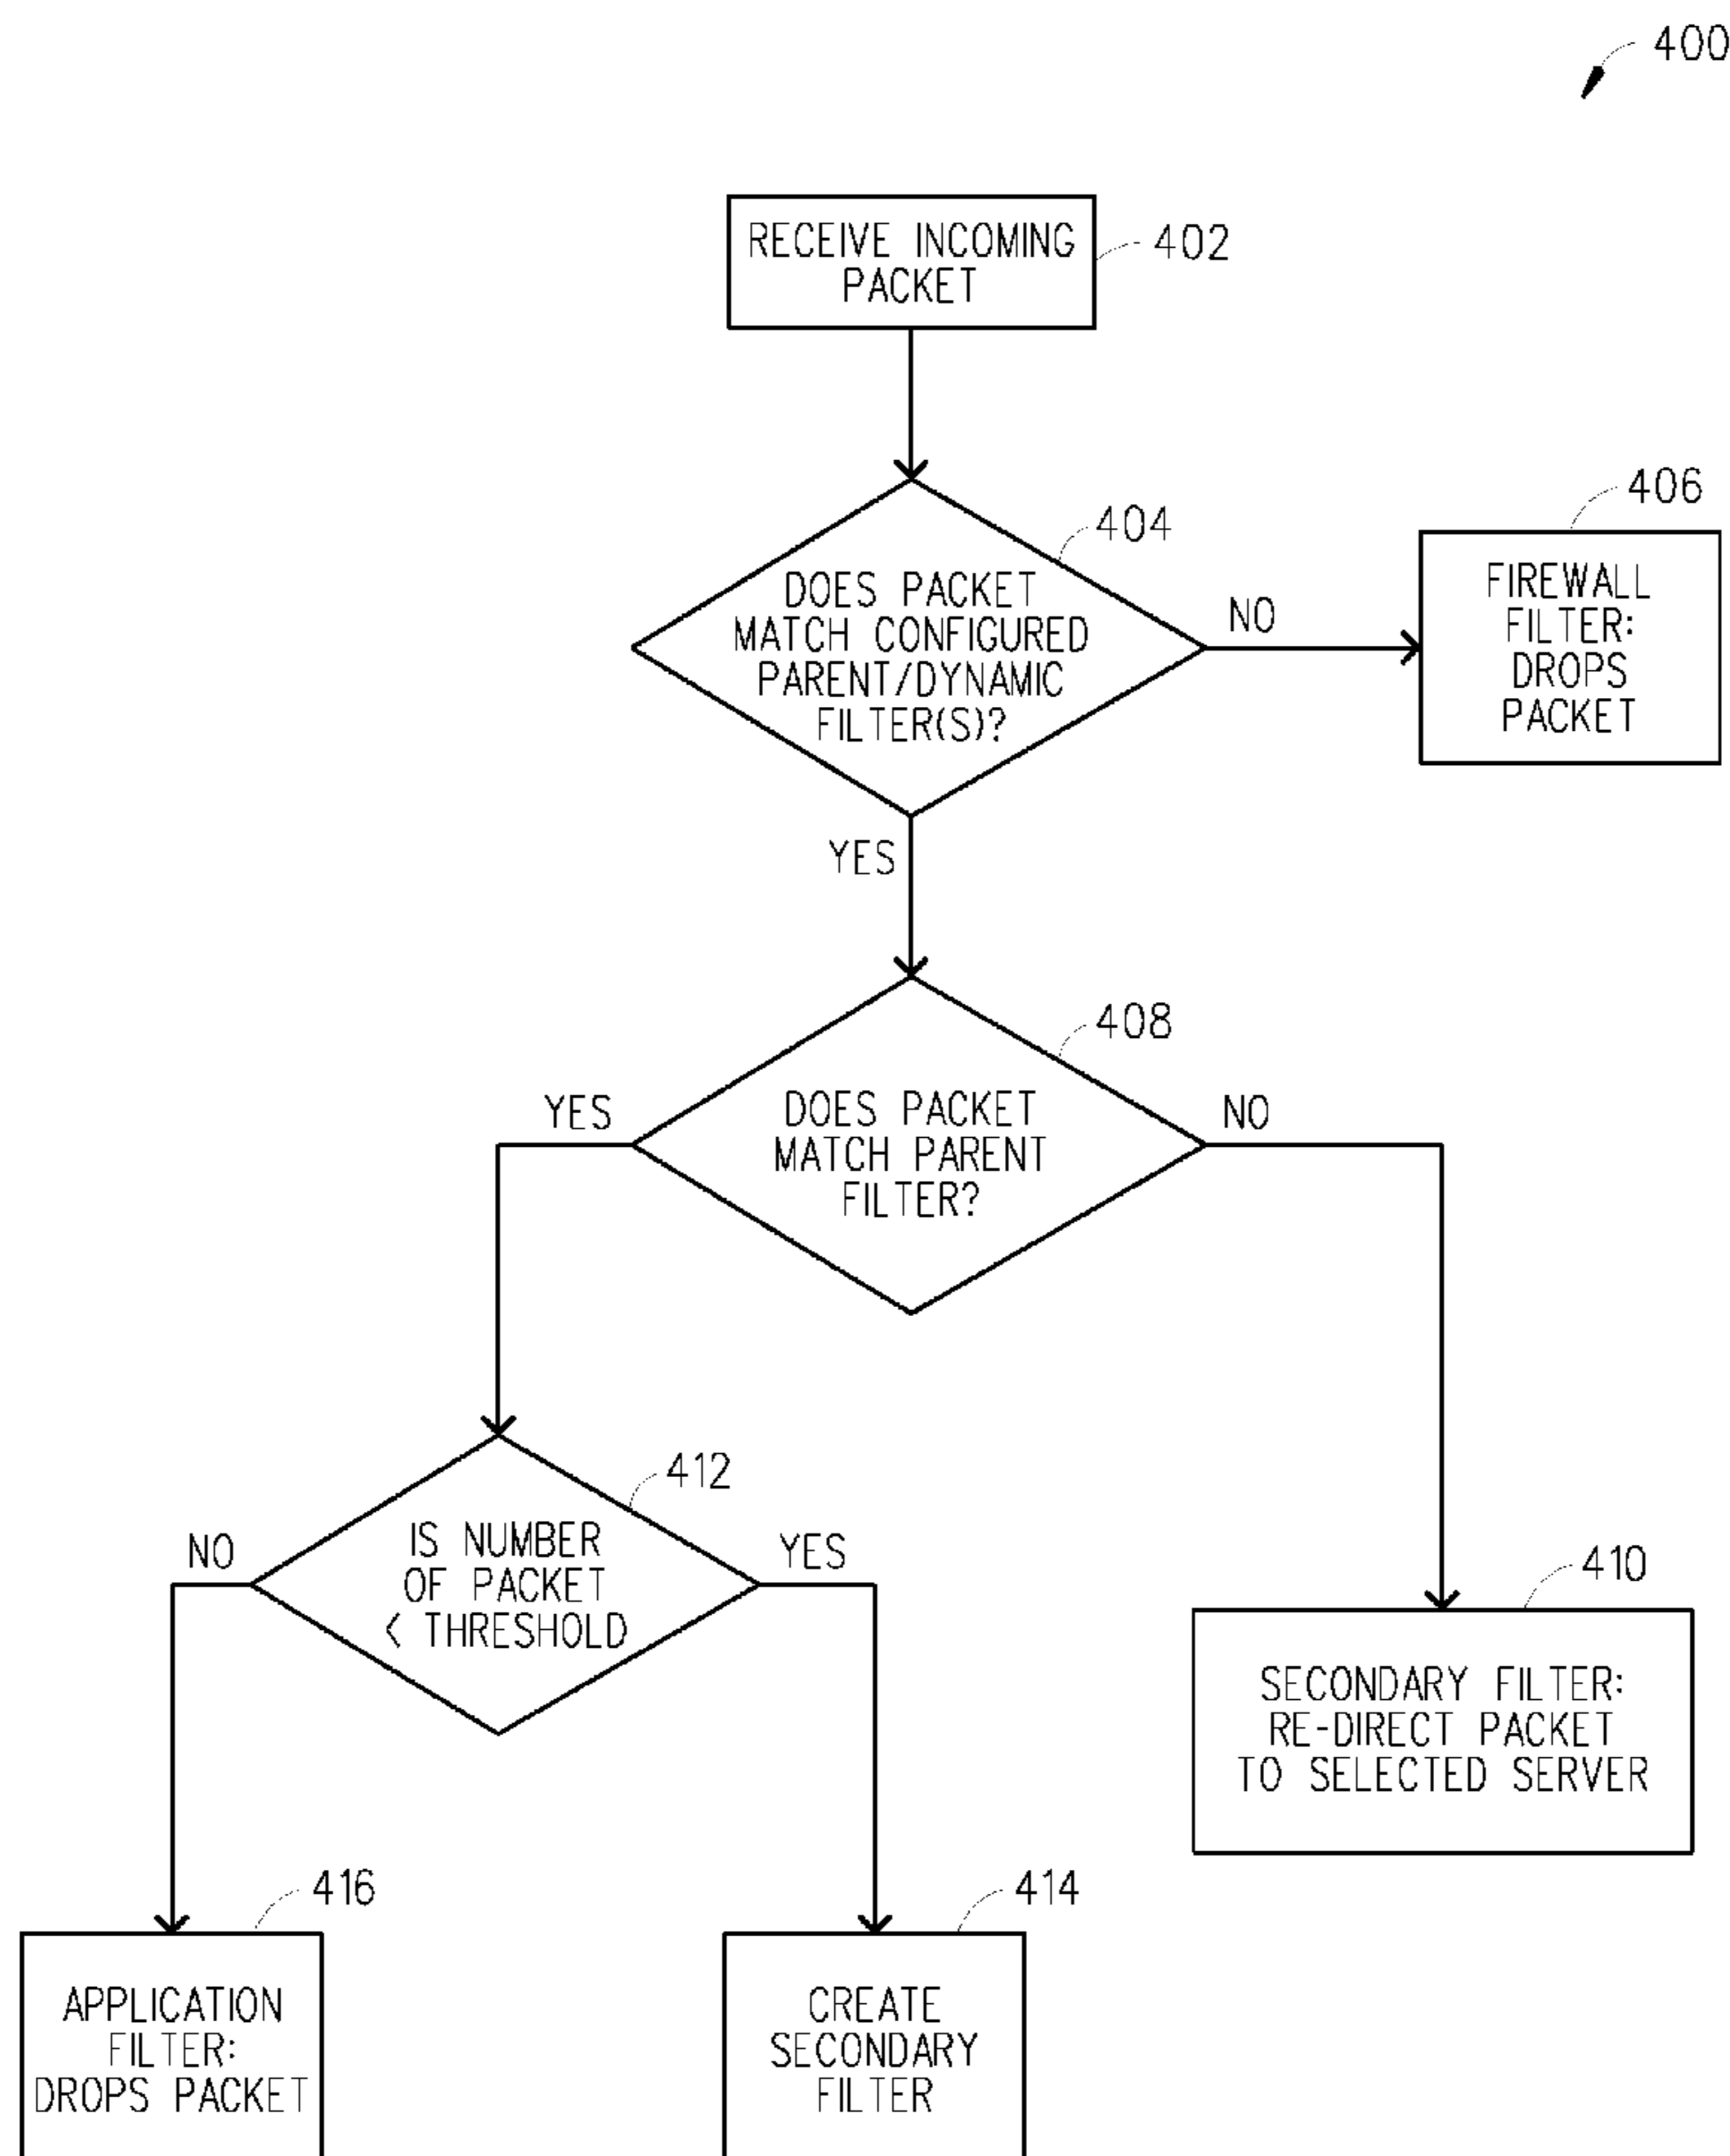 400
RECEIVE INCOMING
PACKET
402
404
DOES PACKET
MATCH CONFIGURED
PARENT/DYNAMIC
FILTER(S)?
NO
406
FIREWALL
FILTER:
DROPS
PACKET
YES
408
DOES PACKET
MATCH PARENT
FILTER?
YES
NO
412
IS NUMBER
OF PACKET
< THRESHOLD
NO
YES
410
SECONDARY FILTER:
RE-DIRECT PACKET
TO SELECTED SERVER
416
APPLICATION
FILTER:
DROPS PACKET
414
CREATE
SECONDARY
FILTER